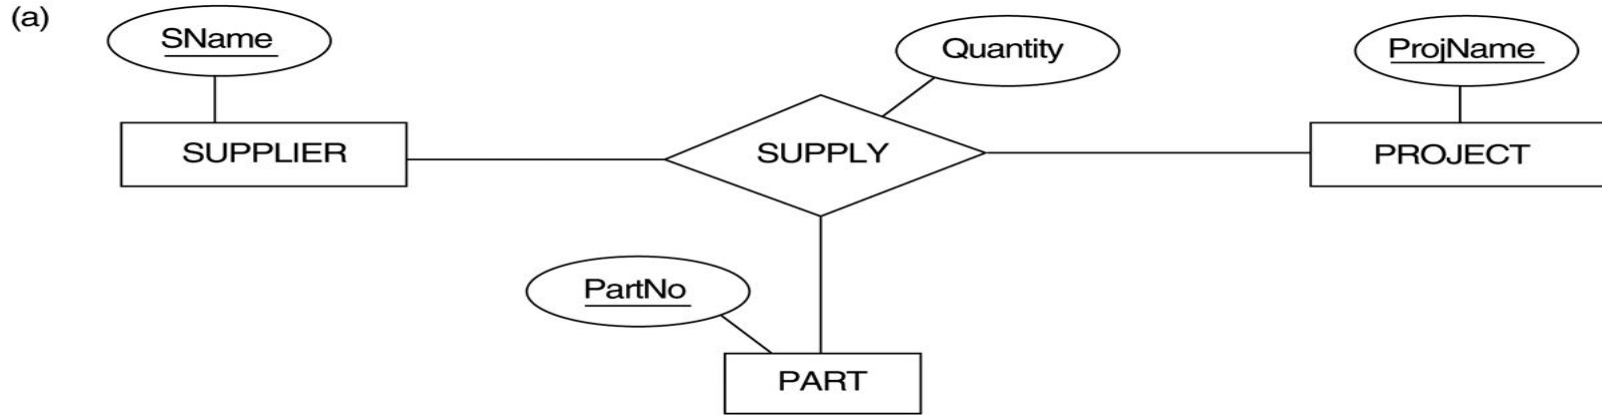 (a)
SName
Quantity
ProjName
SUPPLIER
SUPPLY
PROJECT
PartNo
PART